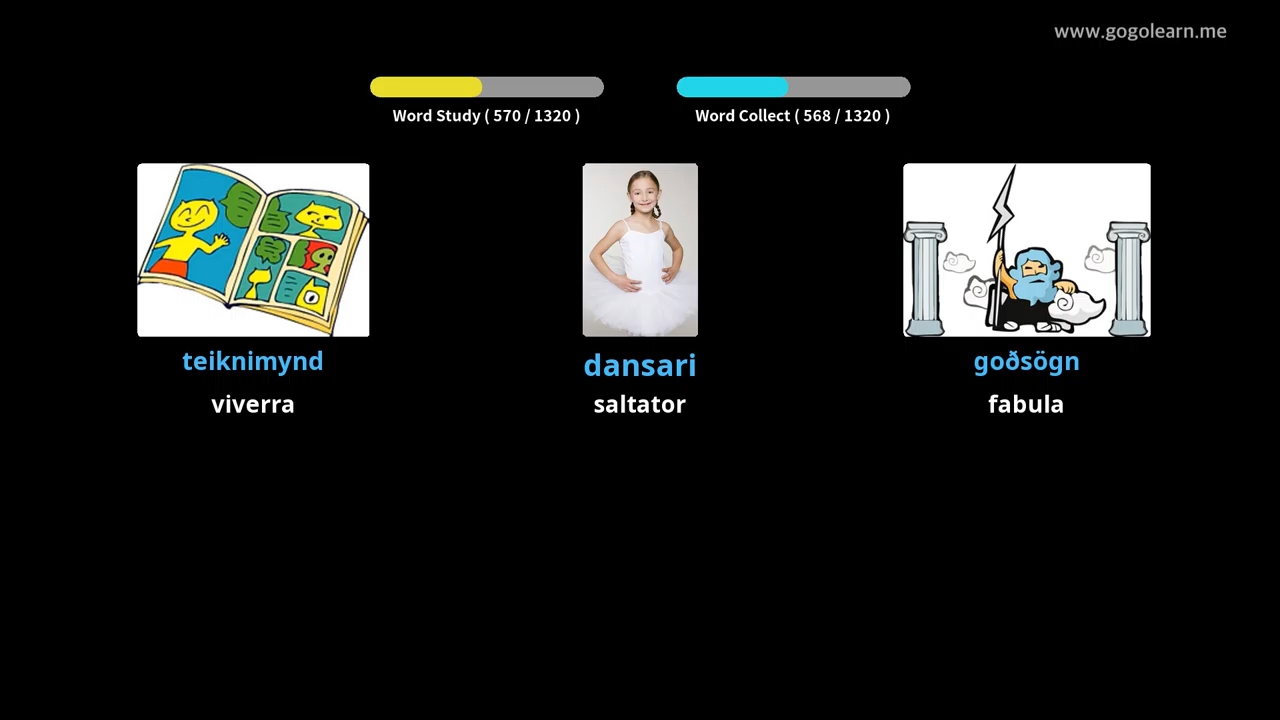 www.gogolearn.me
Word Study ( 570 / 1320 )
Word Collect ( 568 / 1320 )
teiknimynd
dansari
goðsögn
viverra
saltator
fabula